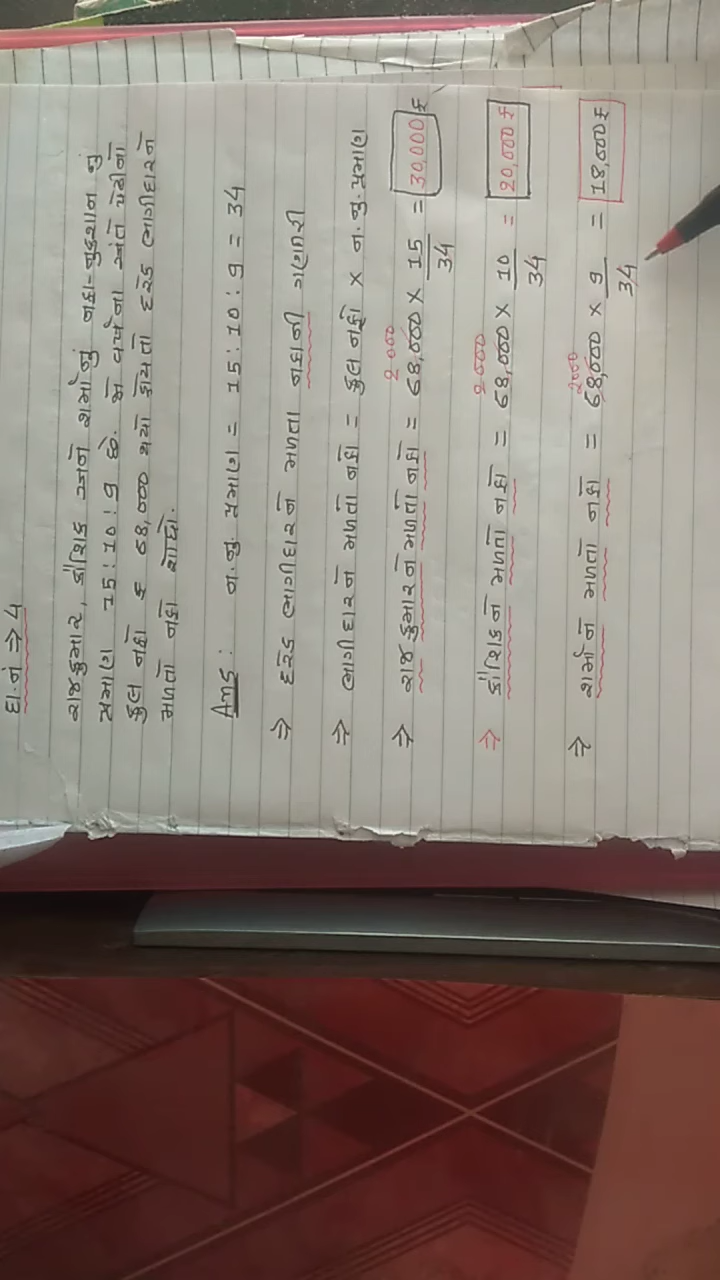 દા.નં ⇒ 4
રાજકુમાર, કૌશિક અને શર્માનું નફા-નુકશાન નું
પ્રમાણ 15:10:9 છે. જો વર્ષના અંતે પેઢીનો
કુલ નફો ₹ 68,000 થયો હોયતો દરેક ભાગીદારને
મળતો નફો શોધો.
Ans: ન.નુ. પ્રમાણ = 15:10:9 = 34
⇒ દરેક ભાગીદારને મળતા નફાની ગણતરી
⇒ ભાગીદારને મળતો નફો = કુલ નફો × ન.નુ.પ્રમાણ
⇒ રાજકુમારને મળતો નફો = 68,000 × 15/34 = 30,000 ₹
2000
⇒ કૌશિકને મળતો નફો = 68,000 × 10/34 = 20,000 ₹
2000
⇒ શર્માને મળતો નફો = 68,000 × 9/34 = 18,000 ₹
2000